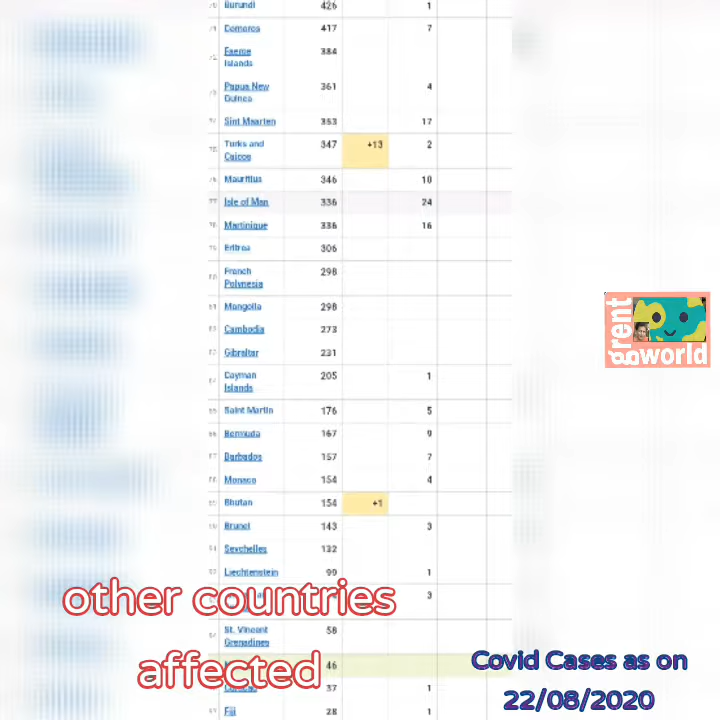 Burundi 426 1
Comoros 417 7
Faeroe 384
Islands
Papua New 361 4
Guinea
Sint Maarten 353 17
Turks and 347 +13 2
Caicos
Mauritius 346 10
Isle of Man 336 24
Martinique 336 16
Eritrea 306
French 298
Polynesia
Mongolia 298
Cambodia 273
Gibraltar 231
Cayman 205 1
Islands
Saint Martin 176 5
Bermuda 167 9
Barbados 157 7
Monaco 154 4
Bhutan 154 +1
Brunei 143 3
Seychelles 132
Liechtenstein 99 1
3
St. Vincent 58
Grenadines
46
37 1
Fiji 28 1
other countries
affected
Covid Cases as on
22/08/2020
world